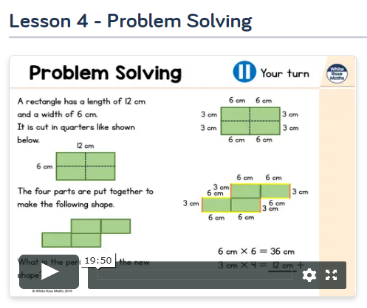 Lesson 4 - Problem Solving
Problem Solving
Your turn
White
Rose
Maths
A rectangle has a length of 12 cm
and a width of 6 cm.
It is cut in quarters like shown
below.
12 cm
6 cm
The four parts are put together to
make the following shape.
What is the
the new
shape
19:50
© White Rose Maths 2019
6 cm 6 cm
3 cm 3 cm
3 cm 3 cm
6 cm 6 cm
6 cm 6 cm
3 cm
6 cm 3 cm
3 cm 6 cm
3 cm
6 cm 6 cm
6 cm × 6 = 36 cm
3 cm × 4 = 12 cm +